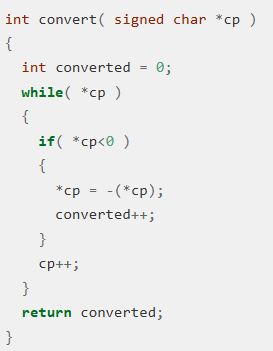 int convert( signed char *cp )
{
  int converted = 0;
  while( *cp )
  {
    if( *cp<0 )
    {
      *cp = -(*cp);
      converted++;
    }
    cp++;
  }
  return converted;
}